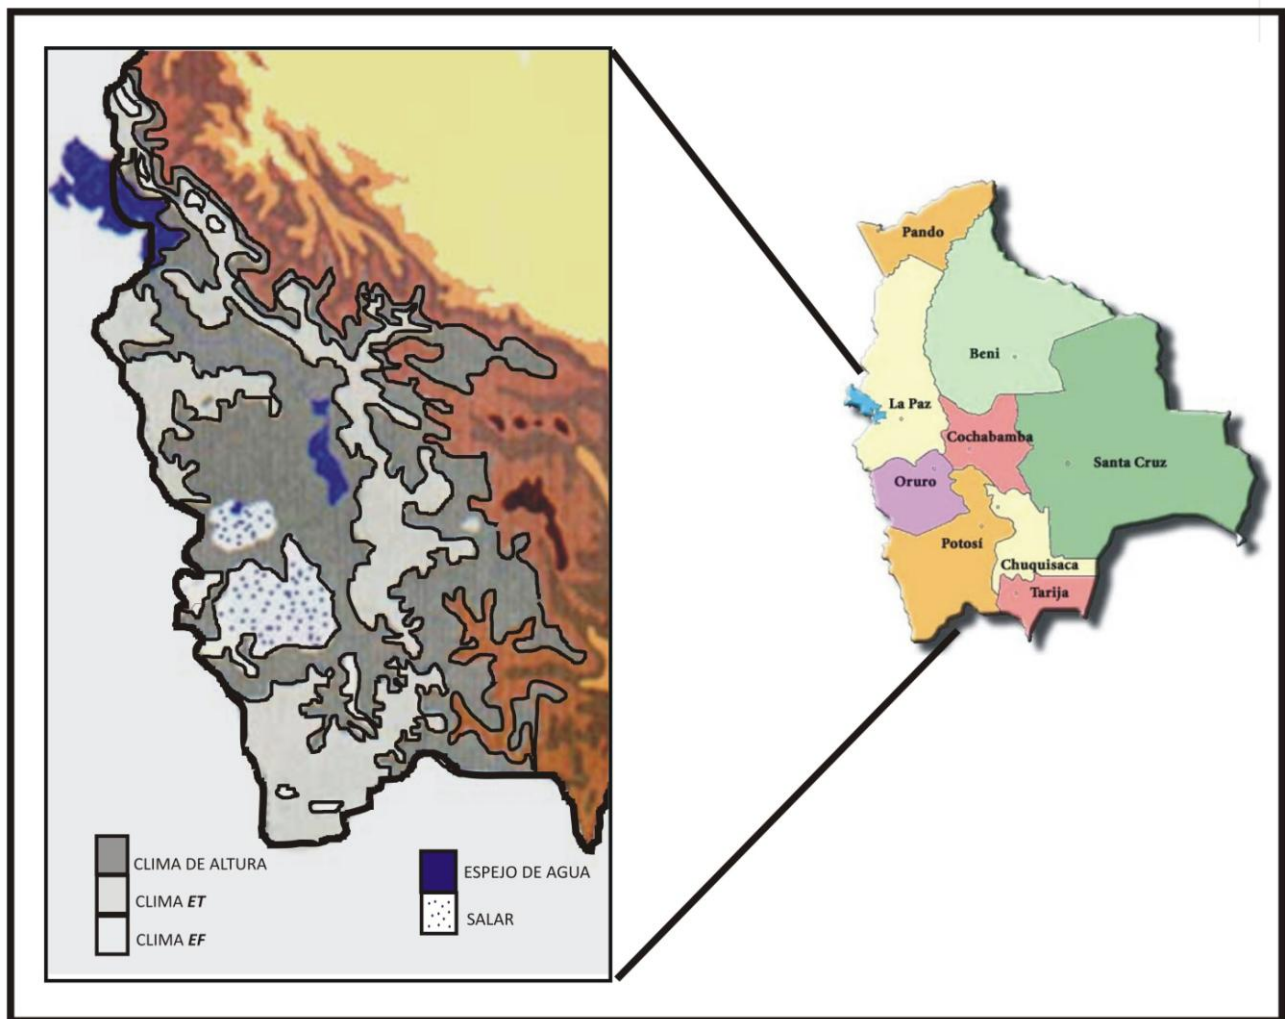 Pando
Beni
La Paz
Cochabamba
Santa Cruz
Oruro
Potosí
Chuquisaca
Tarija
CLIMA DE ALTURA
CLIMA ET
CLIMA EF
ESPEJO DE AGUA
SALAR